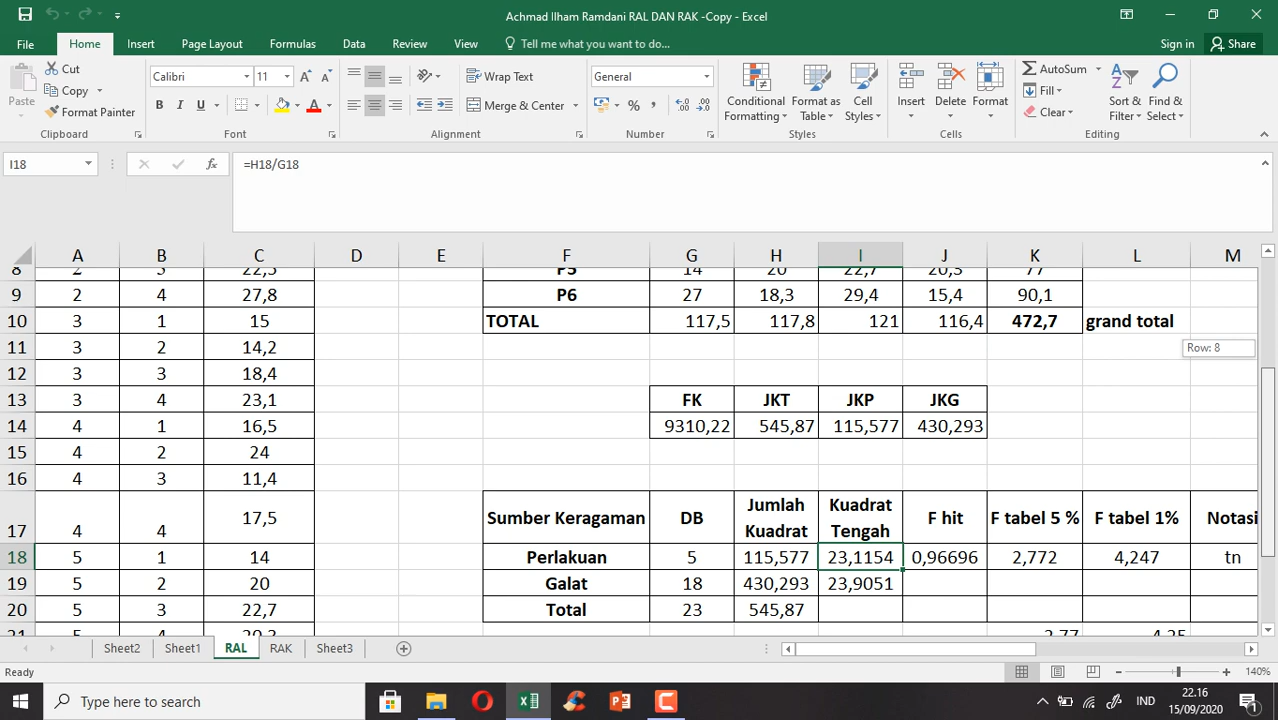 Achmad Ilham Ramdani RAL DAN RAK -Copy - Excel
File Home Insert Page Layout Formulas Data Review View Tell me what you want to do... Sign in Share
Paste Cut Copy Format Painter Clipboard
Calibri 11 B I U A Font
Wrap Text Merge & Center Alignment
General % Number
Conditional Formatting Format as Table Cell Styles Styles
Insert Delete Format Cells
AutoSum Fill Clear Sort & Filter Find & Select Editing
I18 fx =H18/G18
A B C D E F G H I J K L M
8 2 3 22,5 P5 14 20 22,7 20,3 77
9 2 4 27,8 P6 27 18,3 29,4 15,4 90,1
10 3 1 15 TOTAL 117,5 117,8 121 116,4 472,7 grand total
11 3 2 14,2 Row: 8
12 3 3 18,4
13 3 4 23,1 FK JKT JKP JKG
14 4 1 16,5 9310,22 545,87 115,577 430,293
15 4 2 24
16 4 3 11,4
17 4 4 17,5 Sumber Keragaman DB Jumlah Kuadrat Kuadrat Tengah F hit F tabel 5 % F tabel 1% Notasi
18 5 1 14 Perlakuan 5 115,577 23,1154 0,96696 2,772 4,247 tn
19 5 2 20 Galat 18 430,293 23,9051
20 5 3 22,7 Total 23 545,87
21 5 4 20,3 2,77 4,25
Sheet2 Sheet1 RAL RAK Sheet3
Ready 140%
Type here to search IND 22.16
15/09/2020 1